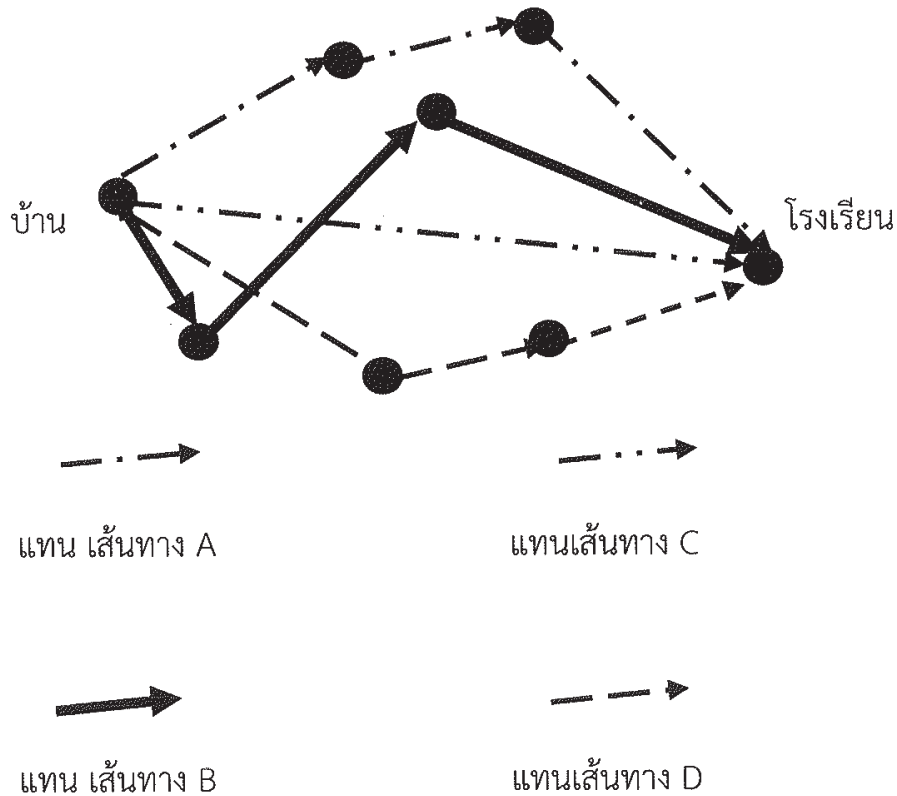 บ้าน
โรงเรียน
แทน เส้นทาง A
แทนเส้นทาง C
แทน เส้นทาง B
แทนเส้นทาง D